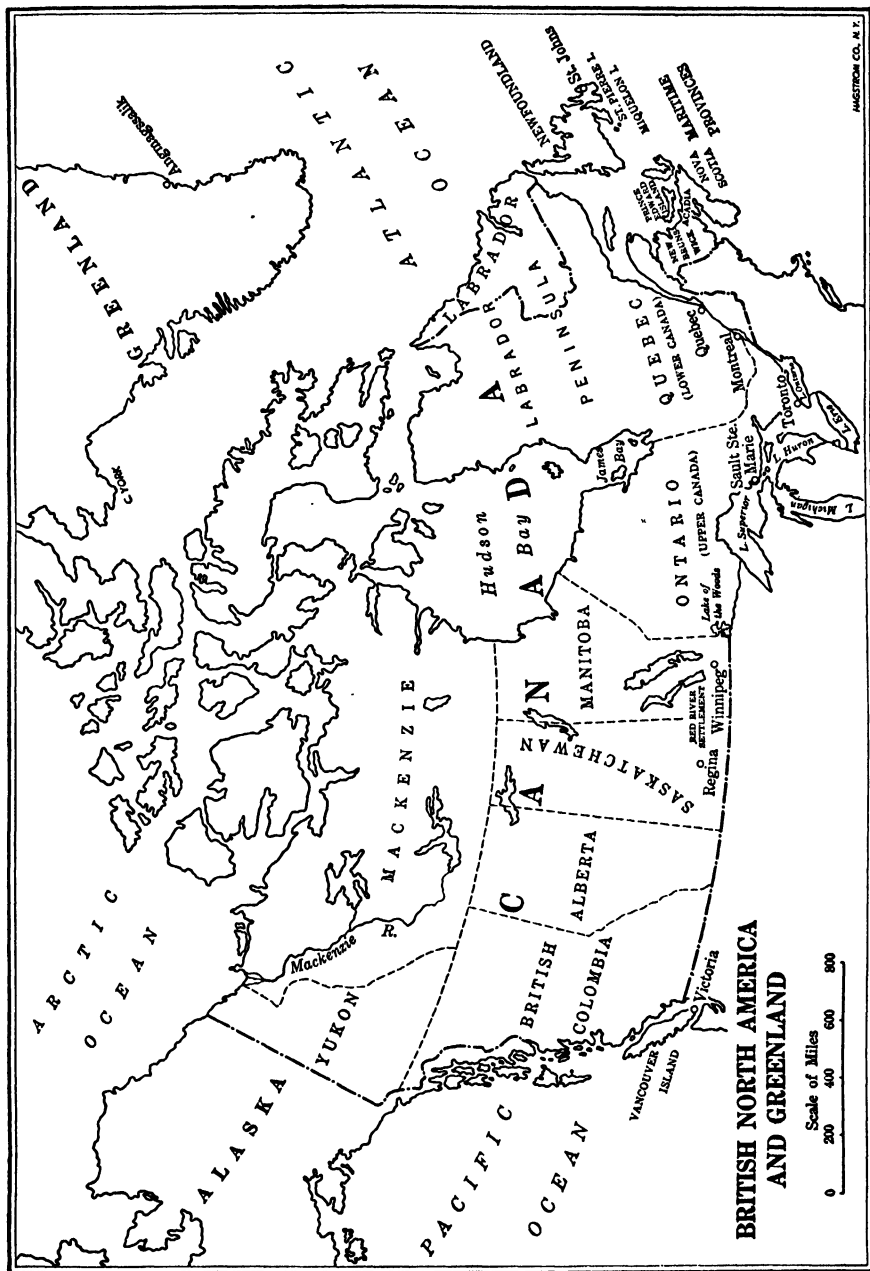 GREENLAND
Angmagssalik
C. YORK
ATLANTIC
OCEAN
ARCTIC
OCEAN
ALASKA
YUKON
Mackenzie
R.
MACKENZIE
Hudson
Bay
James
Bay
LABRADOR
LABRADOR
PENINSULA
NEWFOUNDLAND
St. Johns
ST. PIERRE I.
MIQUELON I.
MARITIME
PROVINCES
NOVA
SCOTIA
ACADIA
PRINCE
EDWARD
ISLAND
NEW
BRUNS
WICK
CANADA
QUEBEC
(LOWER CANADA)
Quebec
Montreal
ONTARIO
(UPPER CANADA)
Toronto
L. Ontario
L. Erie
L. Huron
L. Michigan
L. Superior
Sault Ste.
Marie
Lake of
the Woods
MANITOBA
Winnipeg
RED RIVER
SETTLEMENT
SASKATCHEWAN
Regina
ALBERTA
BRITISH
COLOMBIA
VANCOUVER
ISLAND
Victoria
PACIFIC
OCEAN
BRITISH NORTH AMERICA
AND GREENLAND
Scale of Miles
0 200 400 600 800
HAGSTROM CO., N.Y.